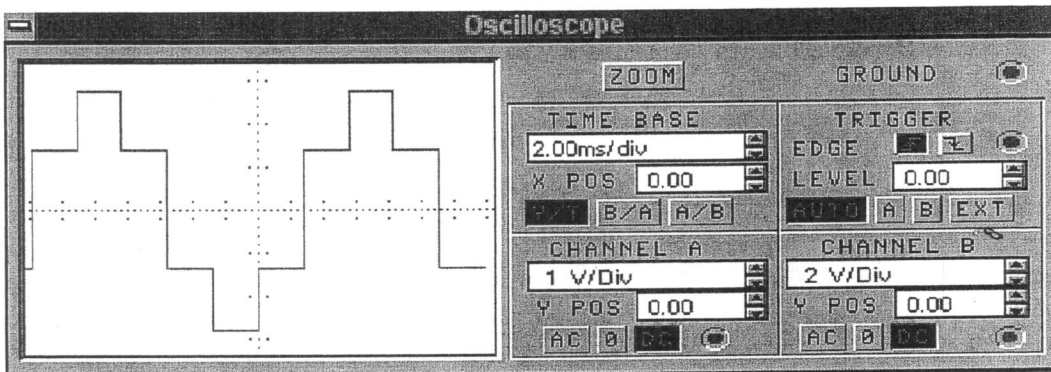 Oscilloscope
ZOOM
GROUND
TIME BASE
2.00ms/div
X POS 0.00
Y/T B/A A/B
TRIGGER
EDGE
LEVEL 0.00
AUTO A B EXT
CHANNEL A
1 V/Div
Y POS 0.00
AC 0 DC
CHANNEL B
2 V/Div
Y POS 0.00
AC 0 DC